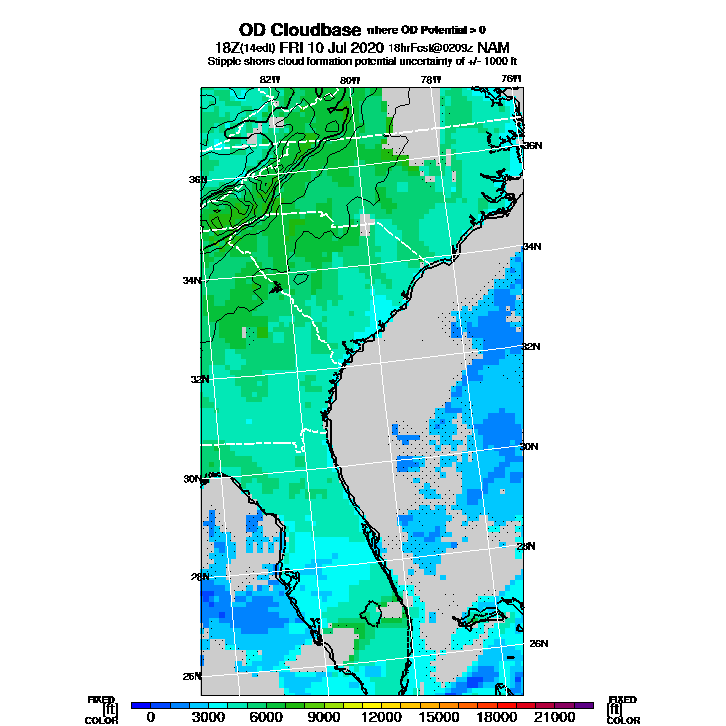 OD Cloudbase where OD Potential > 0
18Z(14edt) FRI 10 Jul 2020 18hrFcst@0209z NAM
Stipple shows cloud formation potential uncertainty of +/- 1000 ft
82W 80W 78W 76W
36N
36N
34N
34N
32N
32N
30N
30N
28N
28N
26N
26N
FIXED FIXED
[ft] [ft]
COLOR 0 3000 6000 9000 12000 15000 18000 21000 COLOR